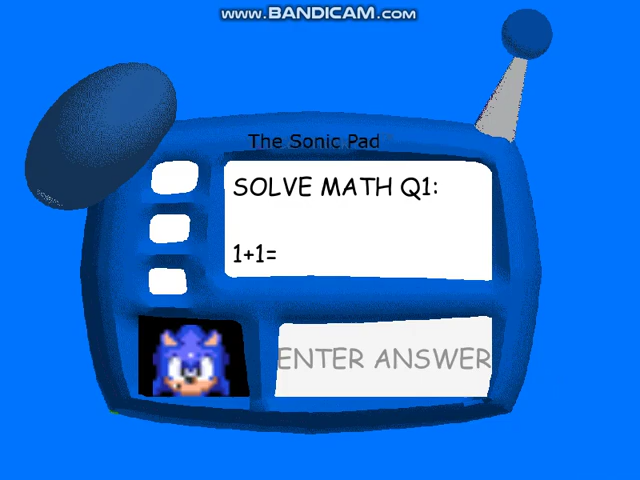 www.BANDICAM.com
The Sonic Pad
SOLVE MATH Q1:
1+1=
ENTER ANSWER